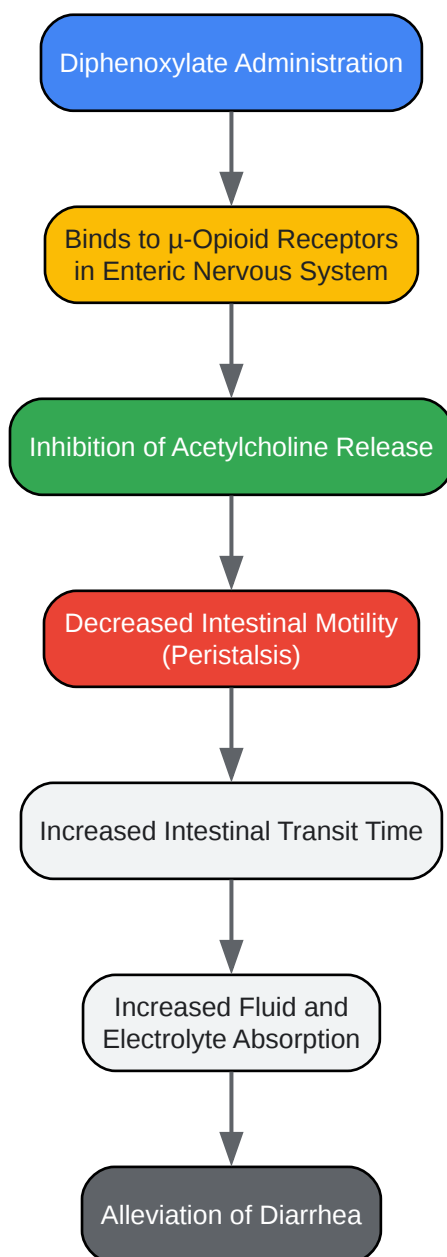 Diphenoxylate Administration
Binds to µ-Opioid Receptors
in Enteric Nervous System
Inhibition of Acetylcholine Release
Decreased Intestinal Motility
(Peristalsis)
Increased Intestinal Transit Time
Increased Fluid and
Electrolyte Absorption
Alleviation of Diarrhea